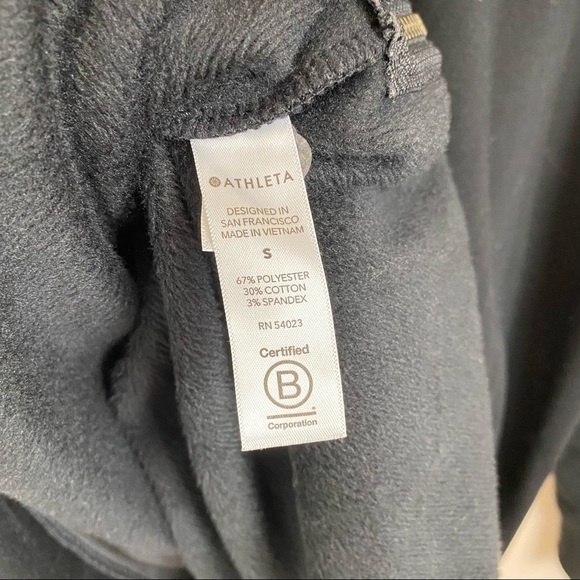 ATHLETA
DESIGNED IN
SAN FRANCISCO
MADE IN VIETNAM
S
67% POLYESTER
30% COTTON
3% SPANDEX
RN 54023
Certified
B
®
Corporation